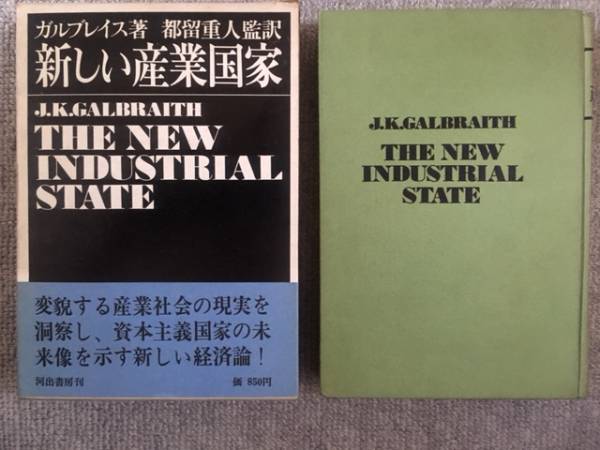 ガルブレイス著 都留重人監訳
新しい産業国家
J.K.GALBRAITH
THE NEW
INDUSTRIAL
STATE
変貌する産業社会の現実を
洞察し、資本主義国家の未
来像を示す新しい経済論！
河出書房刊 価 850円
J.K.GALBRAITH
THE NEW
INDUSTRIAL
STATE